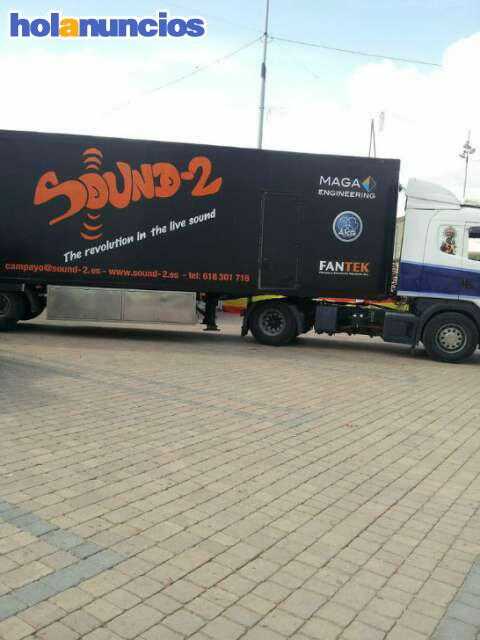 holanuncios
SOUND-2
The revolution in the live sound
campayo@sound-2.es - www.sound-2.es - tel: 618 301 716
MAGA
ENGINEERING
FANTEK